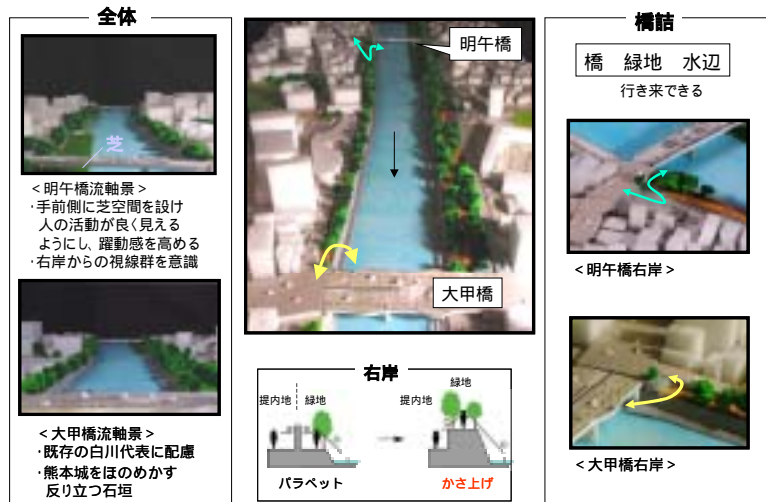 全体
芝
<明午橋流軸景>
・手前側に芝空間を設け
人の活動が良く見える
ようにし、躍動感を高める
・右岸からの視線群を意識
<大甲橋流軸景>
・既存の白川代表に配慮
・熊本城をほのめかす
反り立つ石垣
明午橋
大甲橋
右岸
提内地
緑地
パラペット
提内地
緑地
かさ上げ
橋詰
橋 緑地 水辺
行き来できる
<明午橋右岸>
<大甲橋右岸>